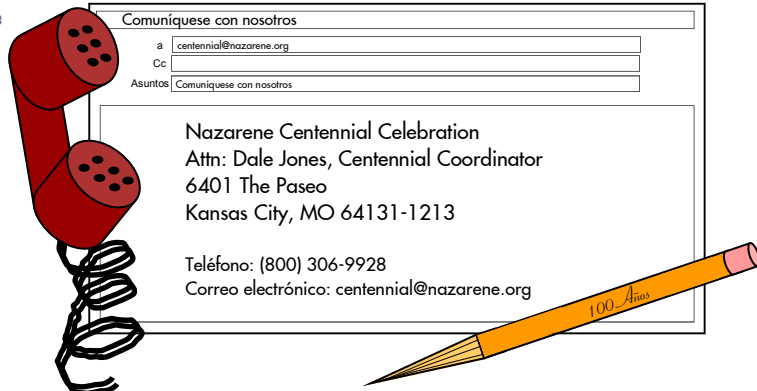 Comuníquese con nosotros
a centennial@nazarene.org
Cc
Asuntos Comuníquese con nosotros
Nazarene Centennial Celebration
Attn: Dale Jones, Centennial Coordinator
6401 The Paseo
Kansas City, MO 64131-1213
Teléfono: (800) 306-9928
Correo electrónico: centennial@nazarene.org
100 Años